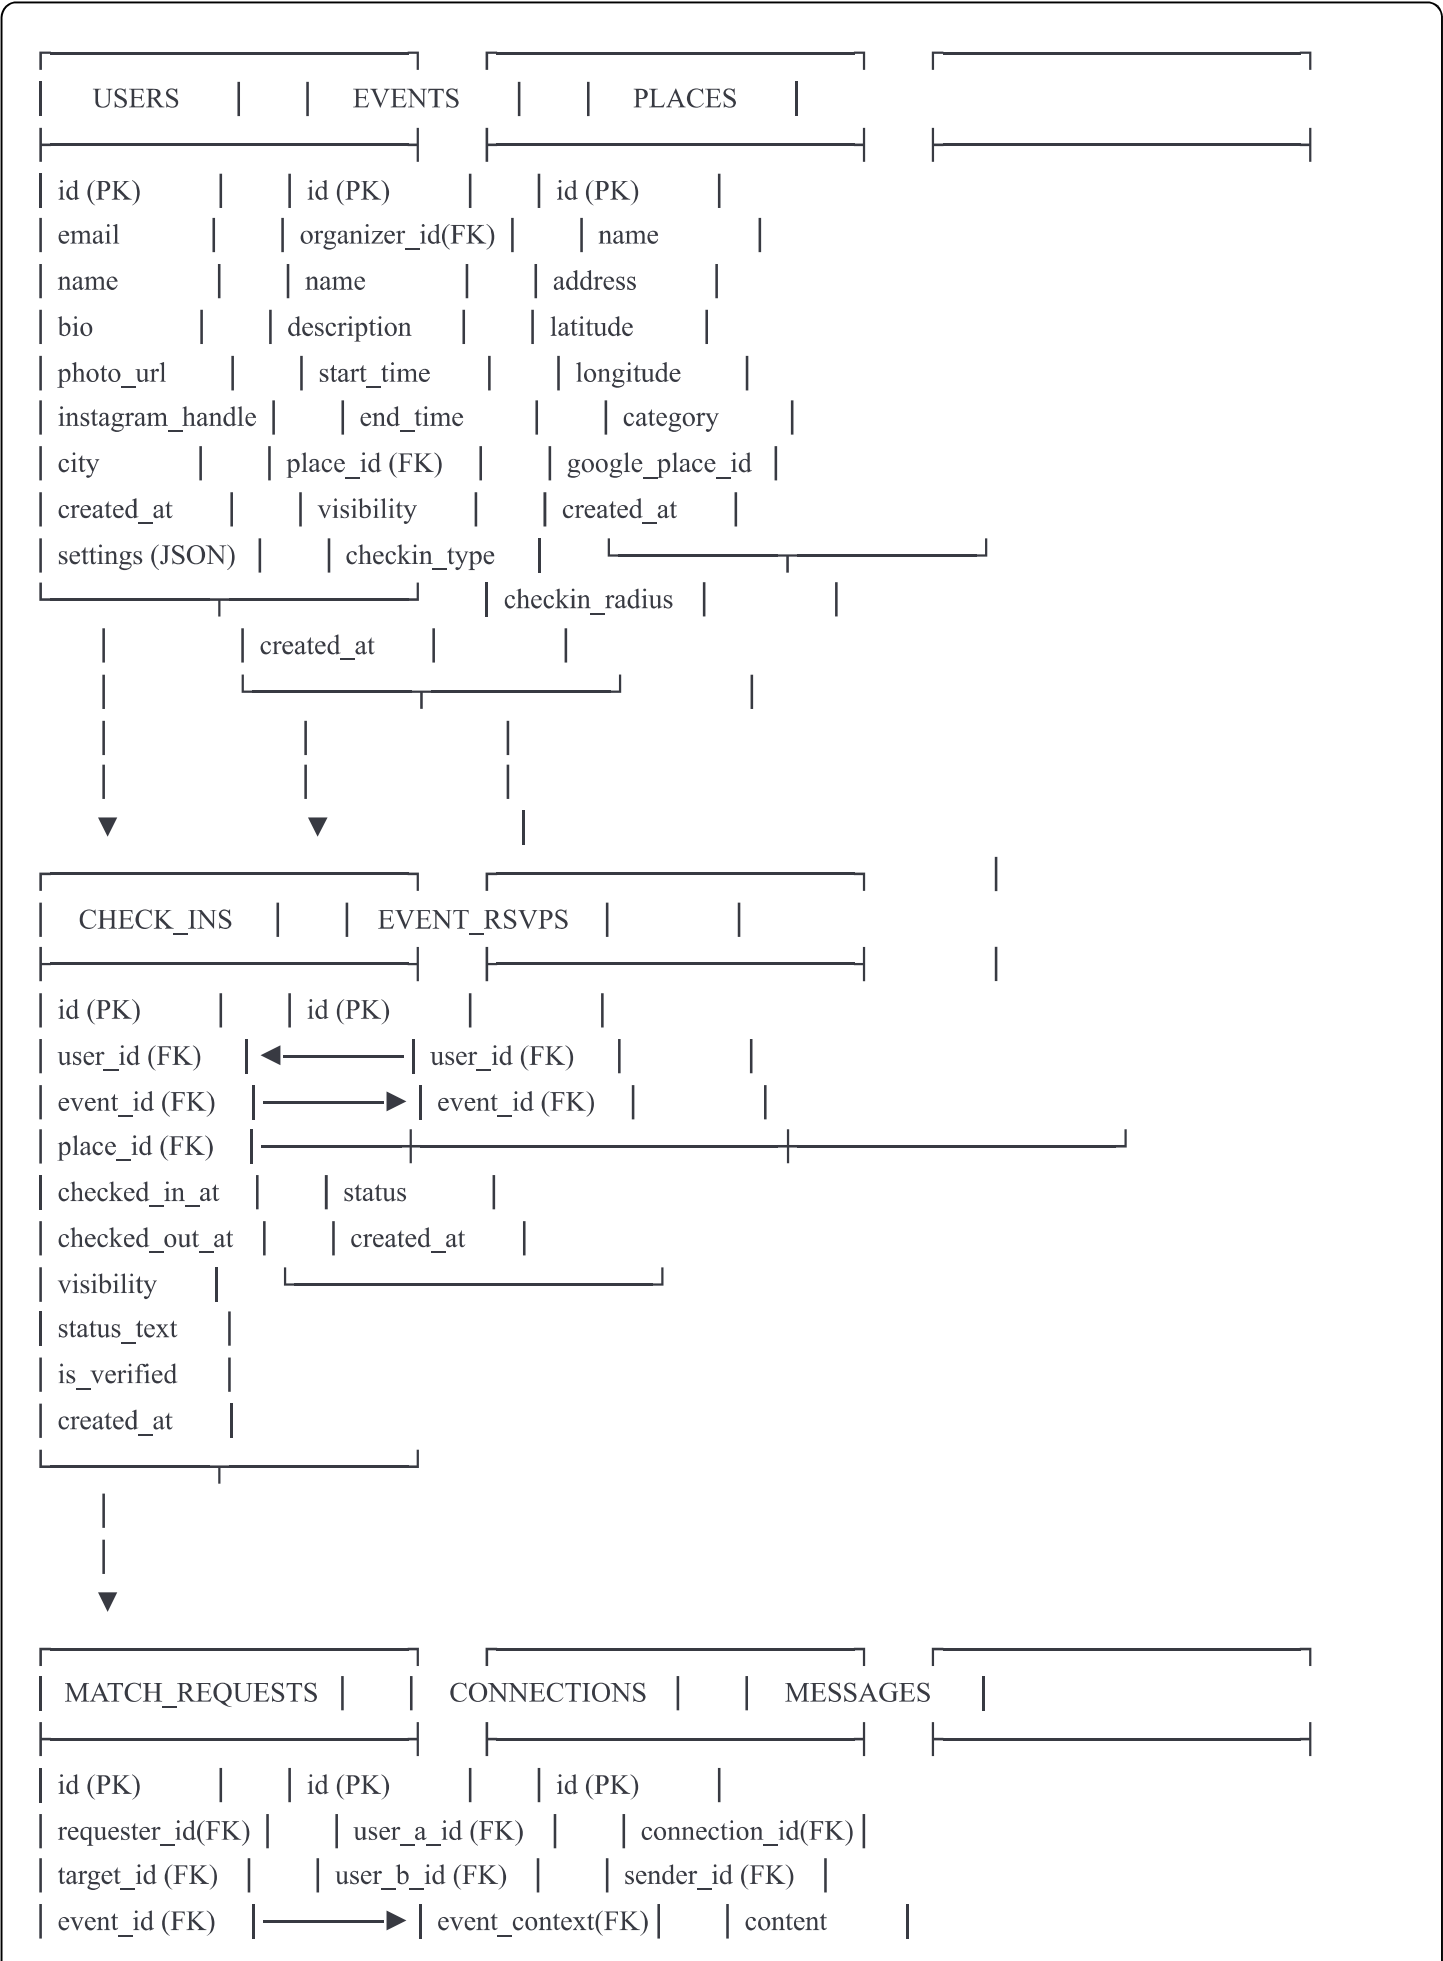 USERS | | EVENTS | | PLACES |
| id (PK) | | id (PK) | | id (PK) |
| email | | organizer_id(FK) | | name |
| name | | name | | address |
| bio | | description | | latitude |
| photo_url | | start_time | | longitude |
| instagram_handle | | end_time | | category |
| city | | place_id (FK) | | google_place_id |
| created_at | | visibility | | created_at |
| settings (JSON) | | checkin_type |
| checkin_radius | |
| | created_at | |
▼ ▼ |
| CHECK_INS | | EVENT_RSVPS | |
| id (PK) | | id (PK) | |
| user_id (FK) | ◀──── | user_id (FK) | |
| event_id (FK) | ────▶ | event_id (FK) | |
| place_id (FK) |
| checked_in_at | | status |
| checked_out_at | | created_at |
| visibility |
| status_text |
| is_verified |
| created_at |
▼
| MATCH_REQUESTS | | CONNECTIONS | | MESSAGES |
| id (PK) | | id (PK) | | id (PK) |
| requester_id(FK) | | user_a_id (FK) | | connection_id(FK) |
| target_id (FK) | | user_b_id (FK) | | sender_id (FK) |
| event_id (FK) | ────▶ | event_context(FK) | | content |